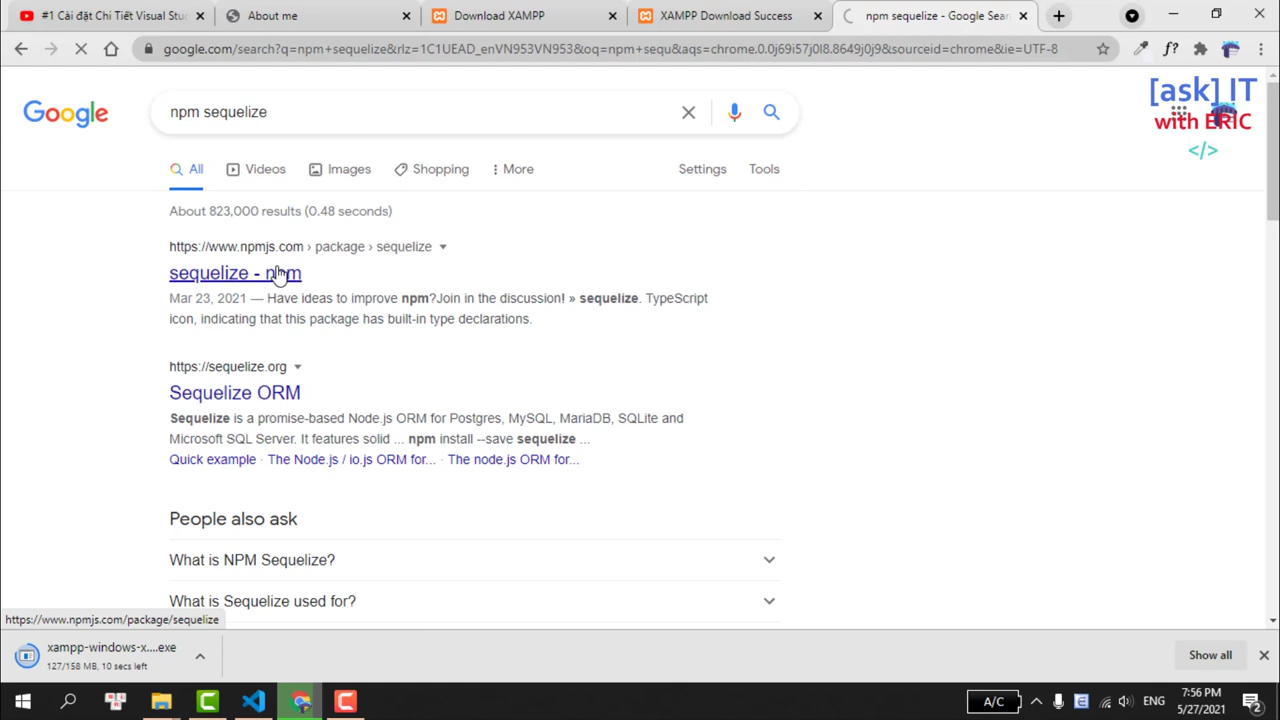 #1 Cài đặt Chi Tiết Visual Stu
About me
Download XAMPP
XAMPP Download Success
npm sequelize - Google Sear
google.com/search?q=npm+sequelize&rlz=1C1UEAD_enVN953VN953&oq=npm+sequ&aqs=chrome.0.0j69i57j0l8.8649j0j9&sourceid=chrome&ie=UTF-8
[ask] IT
with ERIC
</>
Google
npm sequelize
All
Videos
Images
Shopping
More
Settings
Tools
About 823,000 results (0.48 seconds)
https://www.npmjs.com › package › sequelize
sequelize - npm
Mar 23, 2021 — Have ideas to improve npm?Join in the discussion! » sequelize. TypeScript
icon, indicating that this package has built-in type declarations.
https://sequelize.org
Sequelize ORM
Sequelize is a promise-based Node.js ORM for Postgres, MySQL, MariaDB, SQLite and
Microsoft SQL Server. It features solid ... npm install --save sequelize ...
Quick example · The Node.js / io.js ORM for... · The node.js ORM for...
People also ask
What is NPM Sequelize?
What is Sequelize used for?
https://www.npmjs.com/package/sequelize
xampp-windows-x....exe
127/158 MB, 10 secs left
Show all
A/C
ENG
7:56 PM
5/27/2021
2